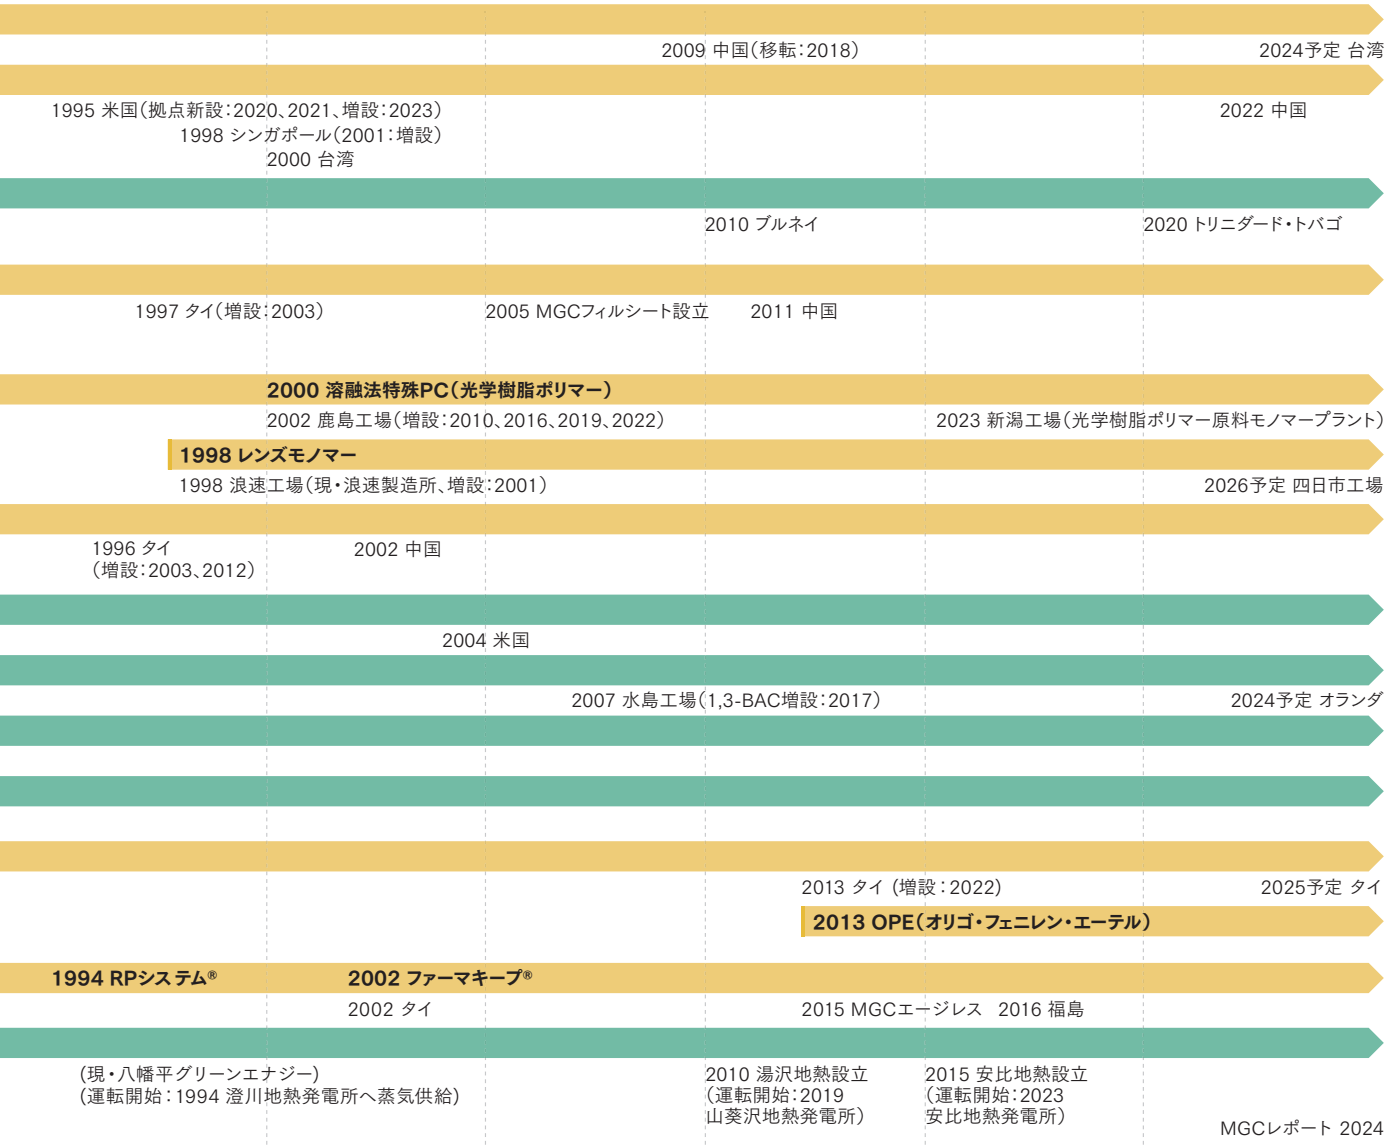 2009 中国（移転：2018）
2024予定 台湾
1995 米国（拠点新設：2020、2021、増設：2023）
2022 中国
1998 シンガポール（2001：増設）
2000 台湾
2010 ブルネイ
2020 トリニダード・トバゴ
1997 タイ（増設：2003）
2005 MGCフィルシート設立
2011 中国
2000 溶融法特殊PC（光学樹脂ポリマー）
2002 鹿島工場（増設：2010、2016、2019、2022）
2023 新潟工場（光学樹脂ポリマー原料モノマープラント）
1998 レンズモノマー
1998 浪速工場（現・浪速製造所、増設：2001）
2026予定 四日市工場
1996 タイ
（増設：2003、2012）
2002 中国
2004 米国
2007 水島工場（1,3-BAC増設：2017）
2024予定 オランダ
2013 タイ (増設：2022)
2025予定 タイ
2013 OPE（オリゴ・フェニレン・エーテル）
1994 RPシステム®
2002 ファーマキープ®
2002 タイ
2015 MGCエージレス
2016 福島
(現・八幡平グリーンエナジー)
(運転開始：1994 澄川地熱発電所へ蒸気供給)
2010 湯沢地熱設立
（運転開始：2019
山葵沢地熱発電所）
2015 安比地熱設立
（運転開始：2023
安比地熱発電所）
MGCレポート 2024